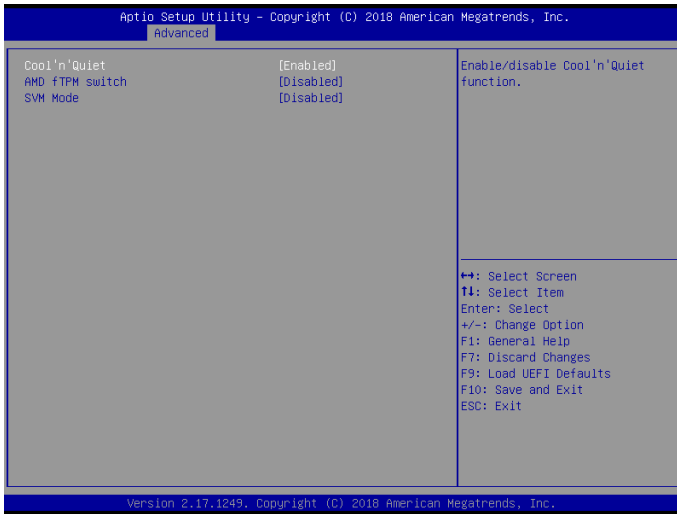 Aptio Setup Utility – Copyright (C) 2018 American Megatrends, Inc.
Advanced
Cool'n'Quiet [Enabled]
AMD fTPM switch [Disabled]
SVM Mode [Disabled]
Enable/disable Cool'n'Quiet
function.
↔: Select Screen
↑↓: Select Item
Enter: Select
+/-: Change Option
F1: General Help
F7: Discard Changes
F9: Load UEFI Defaults
F10: Save and Exit
ESC: Exit
Version 2.17.1249. Copyright (C) 2018 American Megatrends, Inc.